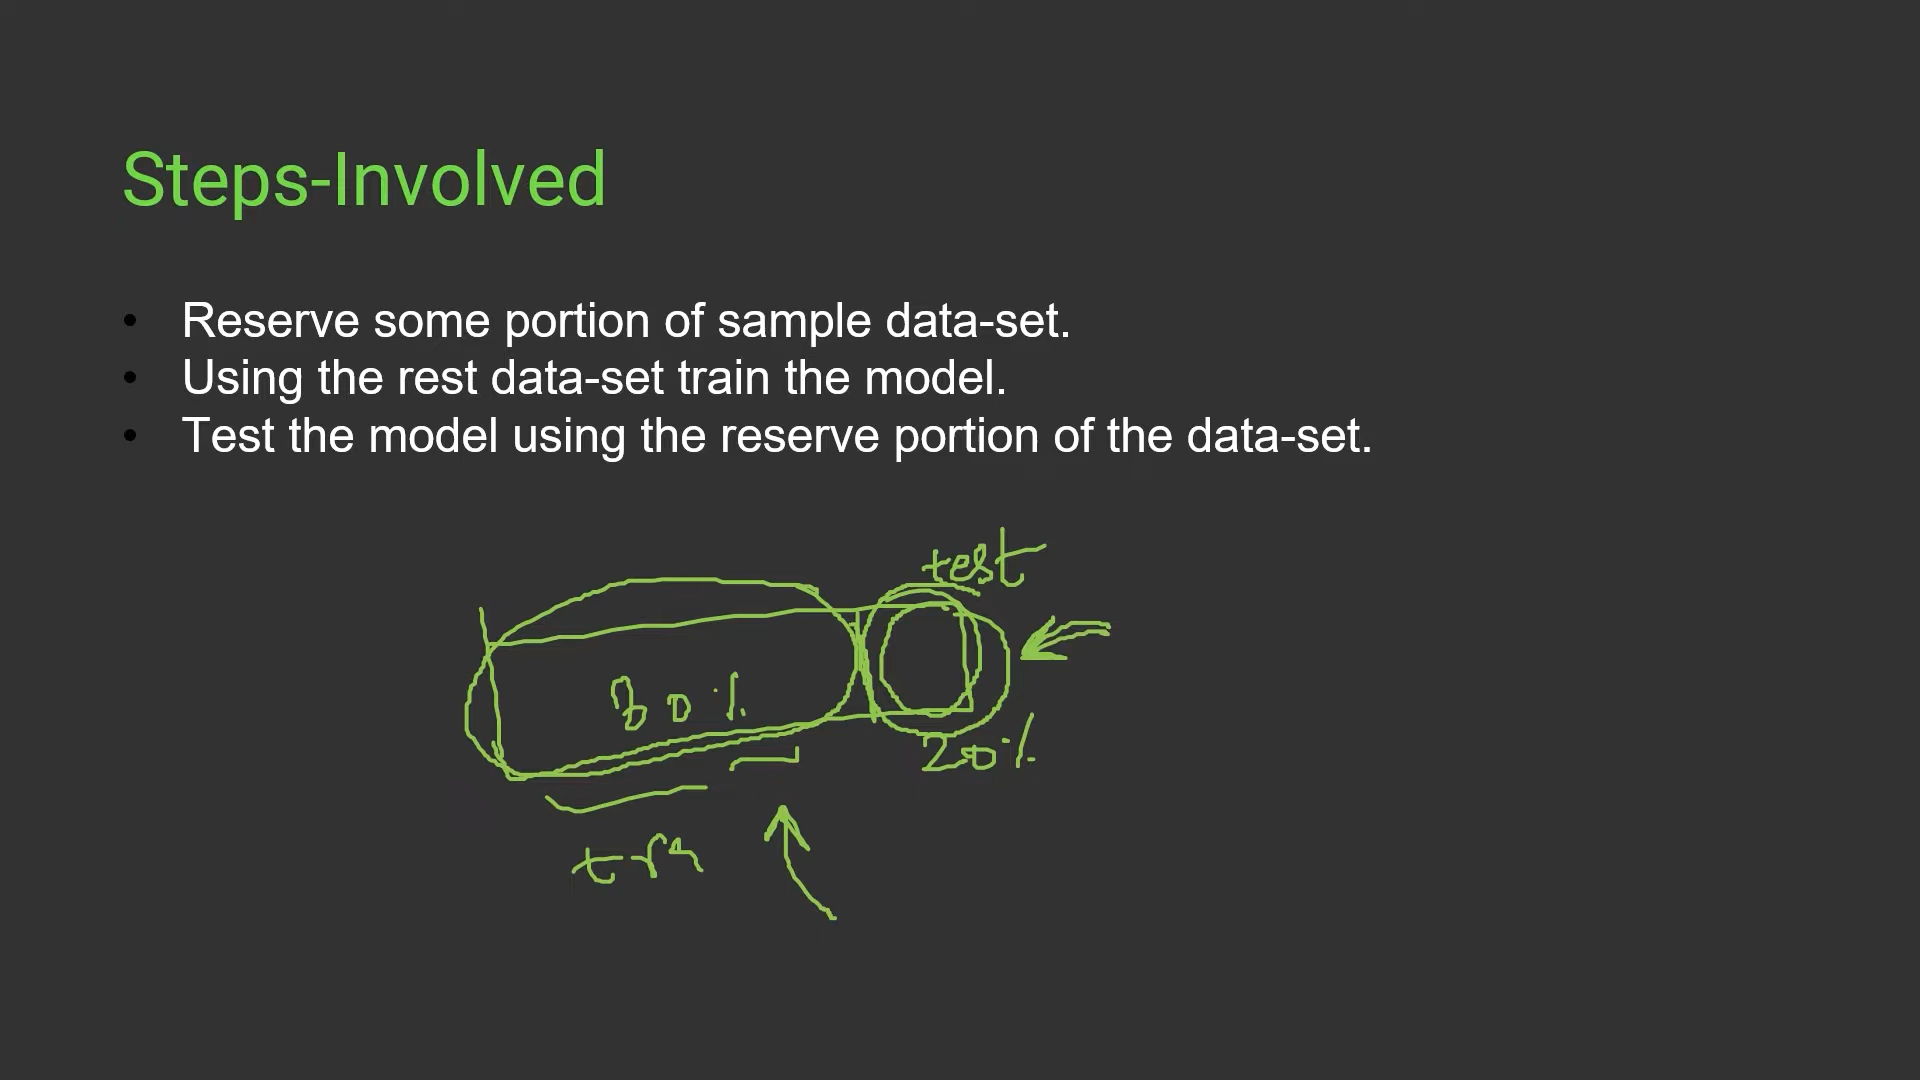 Steps-Involved
• Reserve some portion of sample data-set.
• Using the rest data-set train the model.
• Test the model using the reserve portion of the data-set.
test
80%
20%